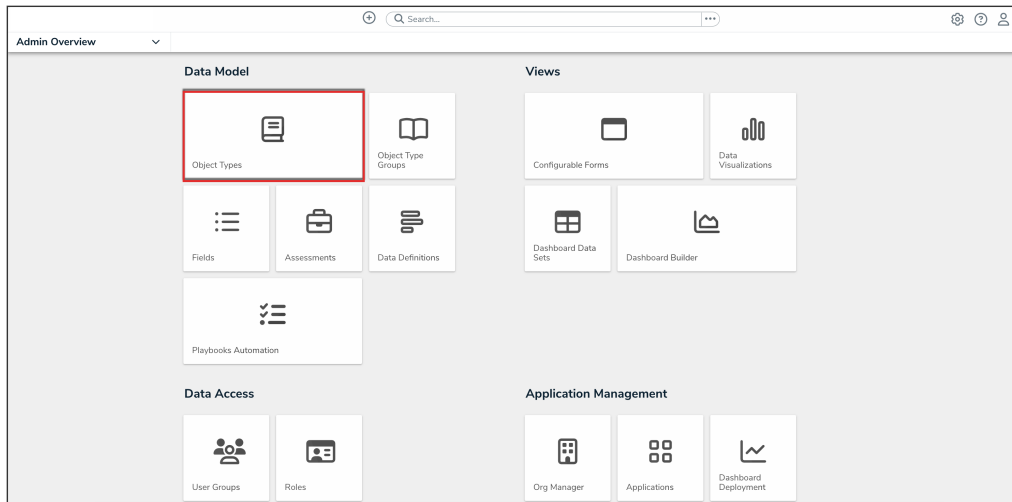 Search...
Admin Overview
Data Model
Object Types
Object Type
Groups
Fields
Assessments
Data Definitions
Playbooks Automation
Views
Configurable Forms
Data
Visualizations
Dashboard Data
Sets
Dashboard Builder
Data Access
User Groups
Roles
Application Management
Org Manager
Applications
Dashboard
Deployment